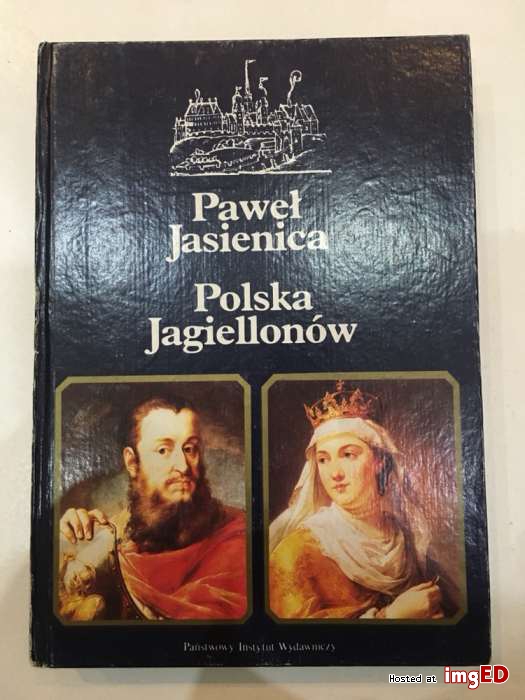 Paweł
Jasienica
Polska
Jagiellonów
Państwowy Instytut Wydawniczy
Hosted at imgED